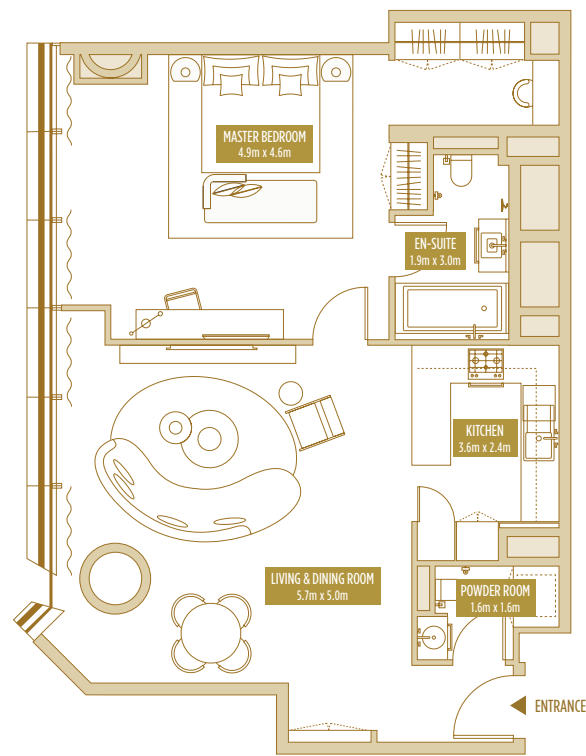 MASTER BEDROOM
4.9m x 4.6m
EN-SUITE
1.9m x 3.0m
KITCHEN
3.6m x 2.4m
LIVING & DINING ROOM
5.7m x 5.0m
POWDER ROOM
1.6m x 1.6m
ENTRANCE